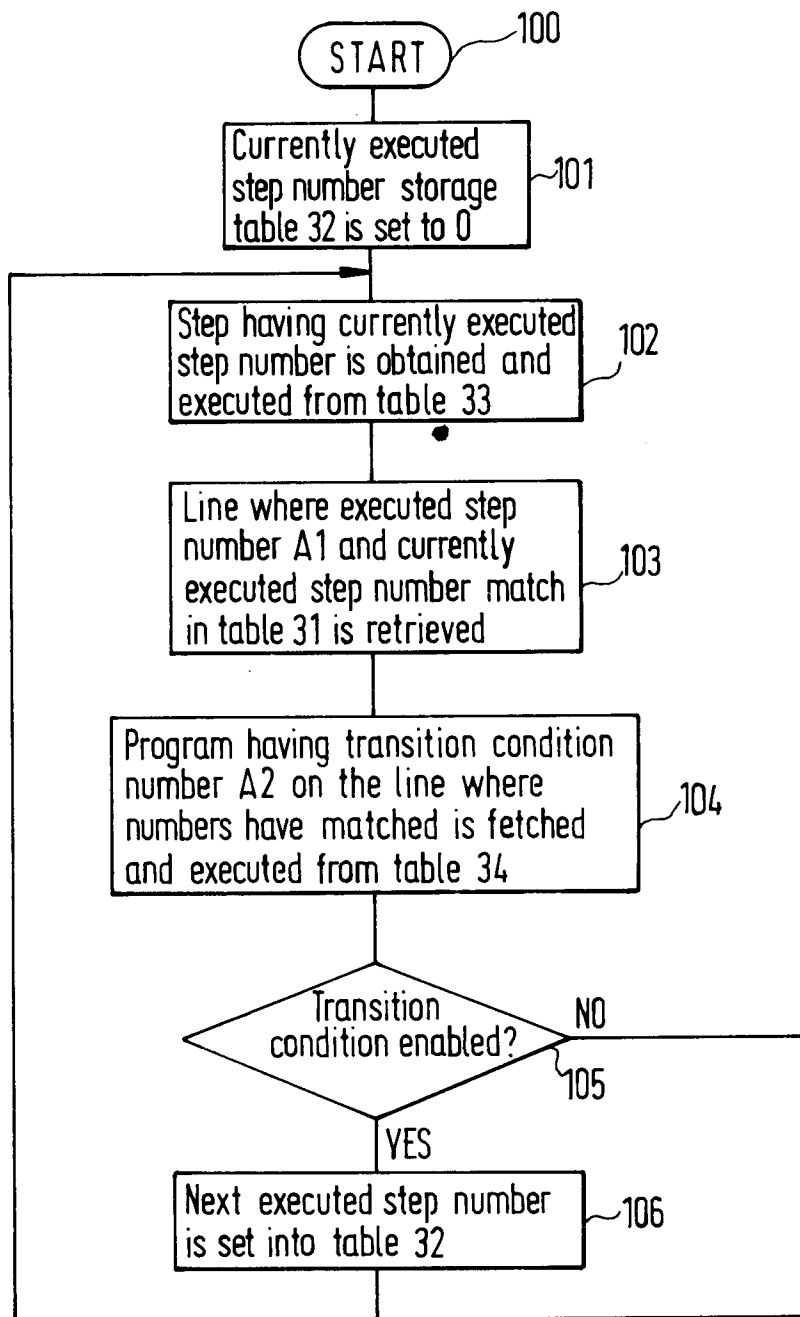 100
START
Currently executed
step number storage
table 32 is set to 0
101
Step having currently executed
step number is obtained and
executed from table 33
102
Line where executed step
number A1 and currently
executed step number match
in table 31 is retrieved
103
Program having transition condition
number A2 on the line where
numbers have matched is fetched
and executed from table 34
104
Transition
condition enabled?
NO
105
YES
Next executed step number
is set into table 32
106